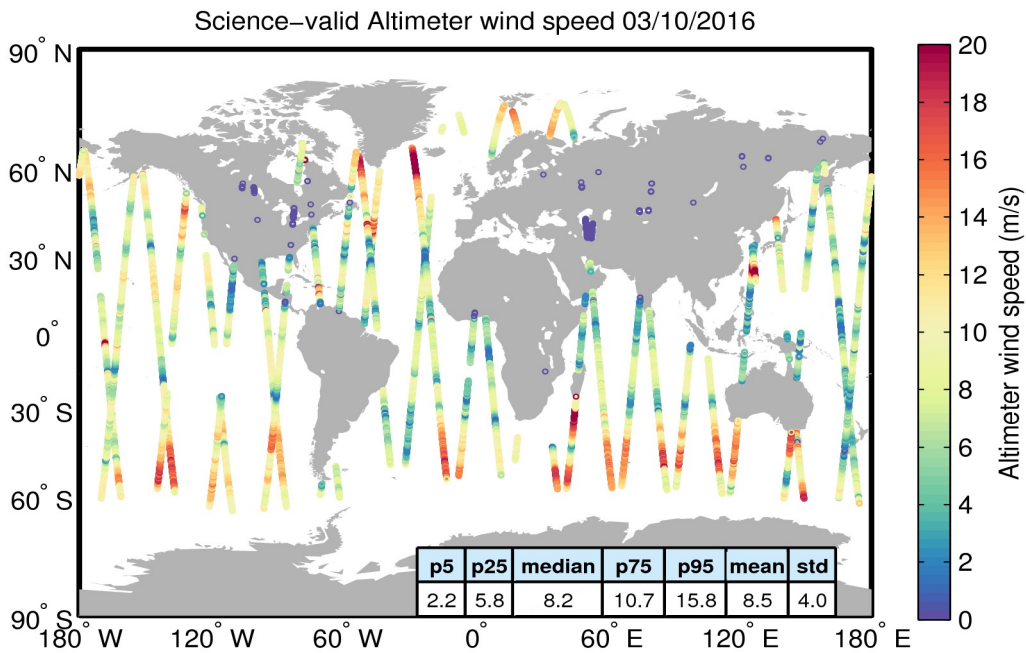 Science−valid Altimeter wind speed 03/10/2016
90° N
60° N
30° N
0°
30° S
60° S
90° S
180° W
120° W
60° W
0°
60° E
120° E
180° E
p5 p25 median p75 p95 mean std
2.2 5.8 8.2 10.7 15.8 8.5 4.0
20
18
16
14
12
10
8
6
4
2
0
Altimeter wind speed (m/s)